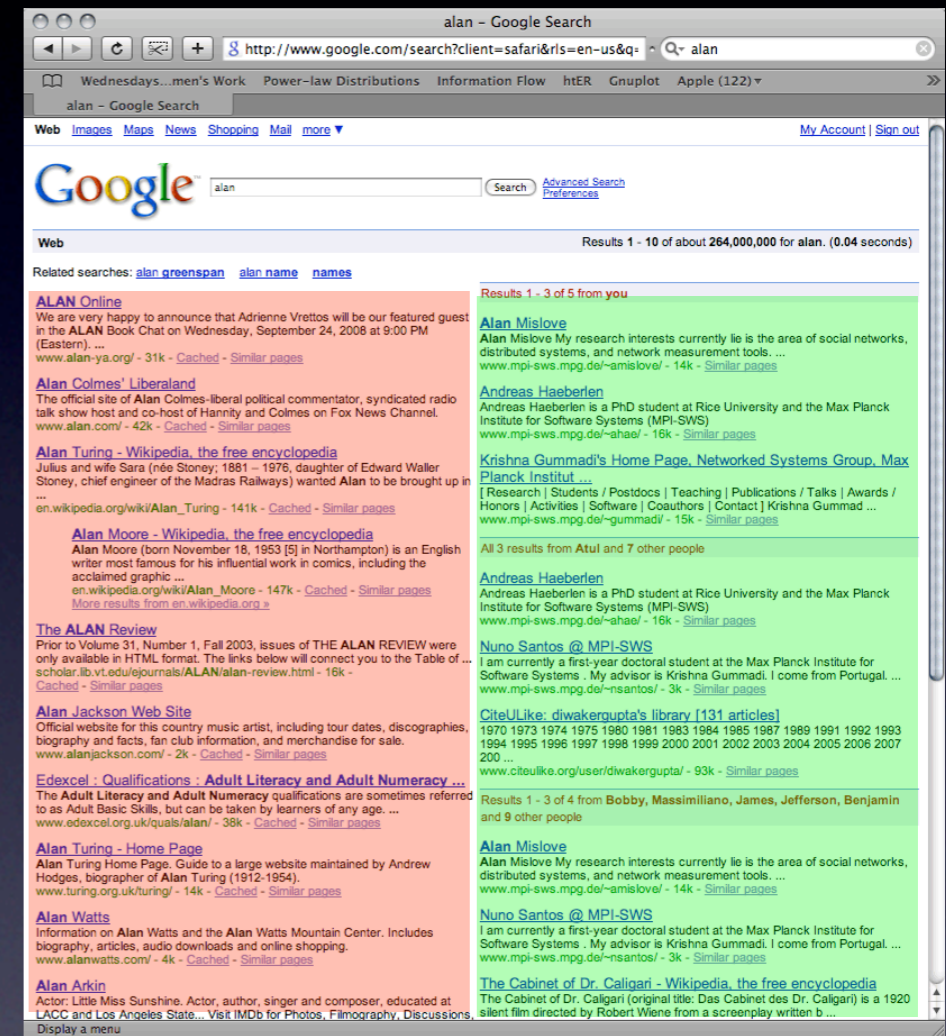 alan – Google Search
http://www.google.com/search?client=safari&rls=en-us&q=
alan
Wednesdays...men's Work Power-law Distributions Information Flow htER Gnuplot Apple (122)
alan – Google Search
Web Images Maps News Shopping Mail more ▼
My Account | Sign out
Google
alan
Search
Advanced Search
Preferences
Web
Results 1 - 10 of about 264,000,000 for alan. (0.04 seconds)
Related searches: alan greenspan alan name names
ALAN Online
We are very happy to announce that Adrienne Vrettos will be our featured guest
in the ALAN Book Chat on Wednesday, September 24, 2008 at 9:00 PM
(Eastern). ...
www.alan-ya.org/ - 31k - Cached - Similar pages
Alan Colmes' Liberaland
The official site of Alan Colmes-liberal political commentator, syndicated radio
talk show host and co-host of Hannity and Colmes on Fox News Channel.
www.alan.com/ - 42k - Cached - Similar pages
Alan Turing - Wikipedia, the free encyclopedia
Julius and wife Sara (née Stoney; 1881 – 1976, daughter of Edward Waller
Stoney, chief engineer of the Madras Railways) wanted Alan to be brought up in
...
en.wikipedia.org/wiki/Alan_Turing - 141k - Cached - Similar pages
Alan Moore - Wikipedia, the free encyclopedia
Alan Moore (born November 18, 1953 [5] in Northampton) is an English
writer most famous for his influential work in comics, including the
acclaimed graphic ...
en.wikipedia.org/wiki/Alan_Moore - 147k - Cached - Similar pages
More results from en.wikipedia.org »
The ALAN Review
Prior to Volume 31, Number 1, Fall 2003, issues of THE ALAN REVIEW were
only available in HTML format. The links below will connect you to the Table of ...
scholar.lib.vt.edu/ejournals/ALAN/alan-review.html - 16k -
Cached - Similar pages
Alan Jackson Web Site
Official website for this country music artist, including tour dates, discographies,
biography and facts, fan club information, and merchandise for sale.
www.alanjackson.com/ - 2k - Cached - Similar pages
Edexcel : Qualifications : Adult Literacy and Adult Numeracy ...
The Adult Literacy and Adult Numeracy qualifications are sometimes referred
to as Adult Basic Skills, but can be taken by learners of any age. ...
www.edexcel.org.uk/quals/alan/ - 38k - Cached - Similar pages
Alan Turing - Home Page
Alan Turing Home Page. Guide to a large website maintained by Andrew
Hodges, biographer of Alan Turing (1912-1954).
www.turing.org.uk/turing/ - 14k - Cached - Similar pages
Alan Watts
Information on Alan Watts and the Alan Watts Mountain Center. Includes
biography, articles, audio downloads and online shopping.
www.alanwatts.com/ - 4k - Cached - Similar pages
Alan Arkin
Actor: Little Miss Sunshine. Actor, author, singer and composer, educated at
LACC and Los Angeles State... Visit IMDb for Photos, Filmography, Discussions,
Results 1 - 3 of 5 from you
Alan Mislove
Alan Mislove My research interests currently lie is the area of social networks,
distributed systems, and network measurement tools. ...
www.mpi-sws.mpg.de/~amislove/ - 14k - Similar pages
Andreas Haeberlen
Andreas Haeberlen is a PhD student at Rice University and the Max Planck
Institute for Software Systems (MPI-SWS)
www.mpi-sws.mpg.de/~ahae/ - 16k - Similar pages
Krishna Gummadi's Home Page, Networked Systems Group, Max
Planck Institut ...
[ Research | Students / Postdocs | Teaching | Publications / Talks | Awards /
Honors | Activities | Software | Coauthors | Contact ] Krishna Gummad ...
www.mpi-sws.mpg.de/~gummadi/ - 15k - Similar pages
All 3 results from Atul and 7 other people
Andreas Haeberlen
Andreas Haeberlen is a PhD student at Rice University and the Max Planck
Institute for Software Systems (MPI-SWS)
www.mpi-sws.mpg.de/~ahae/ - 16k - Similar pages
Nuno Santos @ MPI-SWS
I am currently a first-year doctoral student at the Max Planck Institute for
Software Systems . My advisor is Krishna Gummadi. I come from Portugal. ...
www.mpi-sws.mpg.de/~nsantos/ - 3k - Similar pages
CiteULike: diwakergupta's library [131 articles]
1970 1973 1974 1975 1980 1981 1983 1984 1985 1987 1989 1991 1992 1993
1994 1995 1996 1997 1998 1999 2000 2001 2002 2003 2004 2005 2006 2007
200 ...
www.citeulike.org/user/diwakergupta/ - 93k - Similar pages
Results 1 - 3 of 4 from Bobby, Massimiliano, James, Jefferson, Benjamin
and 9 other people
Alan Mislove
Alan Mislove My research interests currently lie is the area of social networks,
distributed systems, and network measurement tools. ...
www.mpi-sws.mpg.de/~amislove/ - 14k - Similar pages
Nuno Santos @ MPI-SWS
I am currently a first-year doctoral student at the Max Planck Institute for
Software Systems . My advisor is Krishna Gummadi. I come from Portugal. ...
www.mpi-sws.mpg.de/~nsantos/ - 3k - Similar pages
The Cabinet of Dr. Caligari - Wikipedia, the free encyclopedia
The Cabinet of Dr. Caligari (original title: Das Cabinet des Dr. Caligari) is a 1920
silent film directed by Robert Wiene from a screenplay written b ...
Display a menu